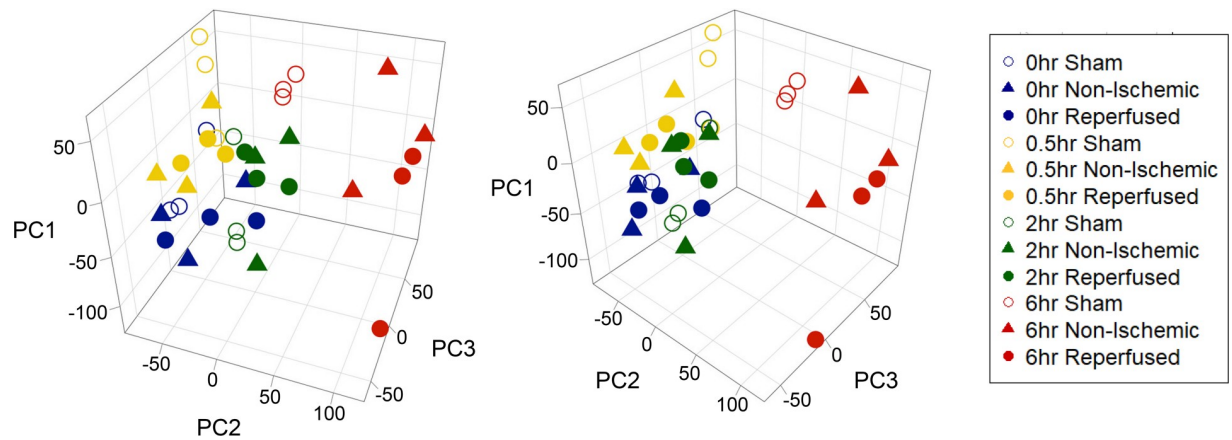 50
0
-50
-100
PC1
-50
0
50
100
PC2
-50
0
50
PC3
50
0
-50
-100
PC1
-50
0
50
100
PC2
-50
0
50
PC3
0hr Sham
0hr Non-Ischemic
0hr Reperfused
0.5hr Sham
0.5hr Non-Ischemic
0.5hr Reperfused
2hr Sham
2hr Non-Ischemic
2hr Reperfused
6hr Sham
6hr Non-Ischemic
6hr Reperfused